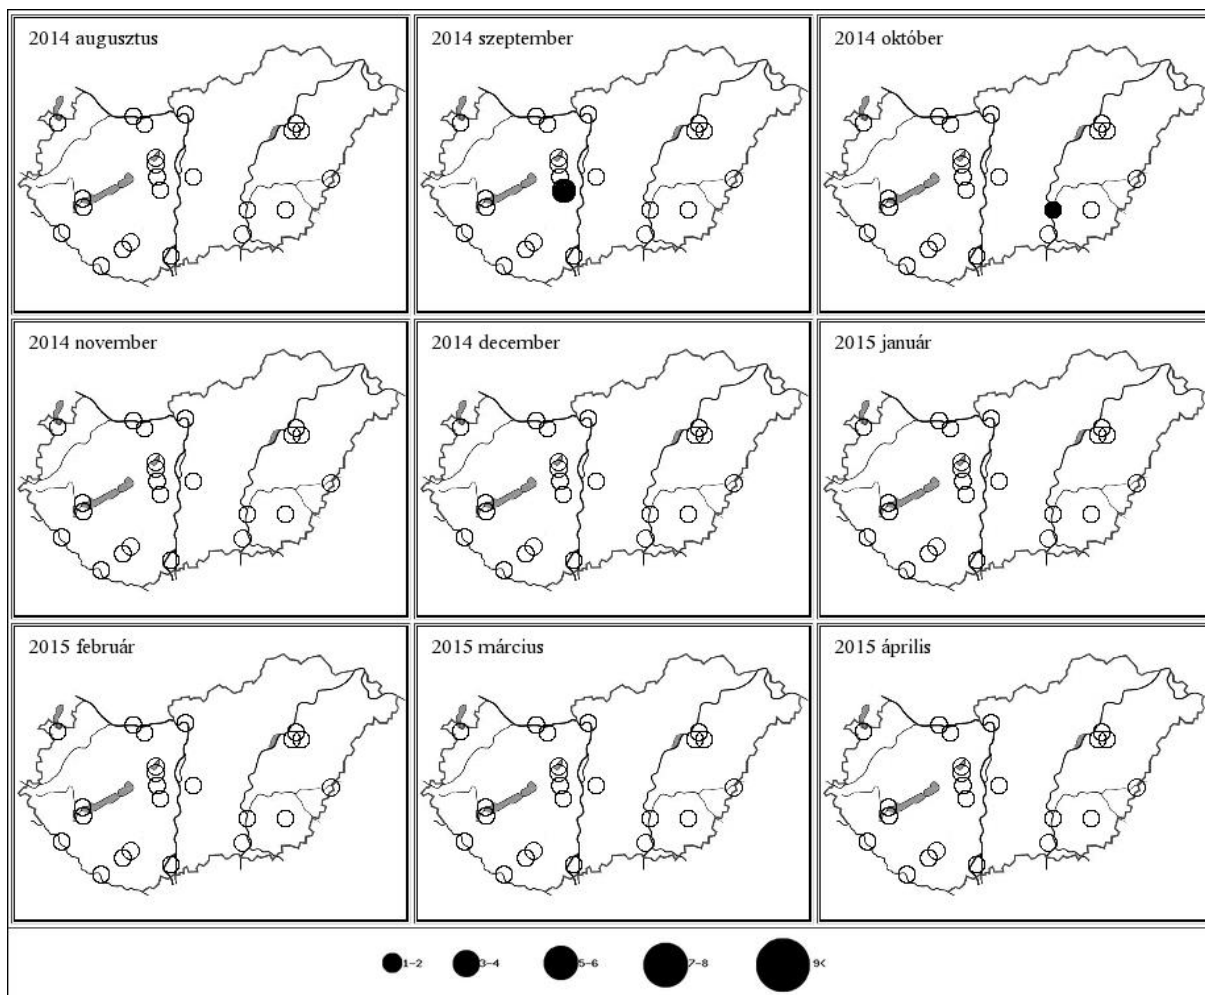 2014 augusztus
2014 szeptember
2014 október
2014 november
2014 december
2015 január
2015 február
2015 március
2015 április
1-2 3-4 5-6 7-8 9<